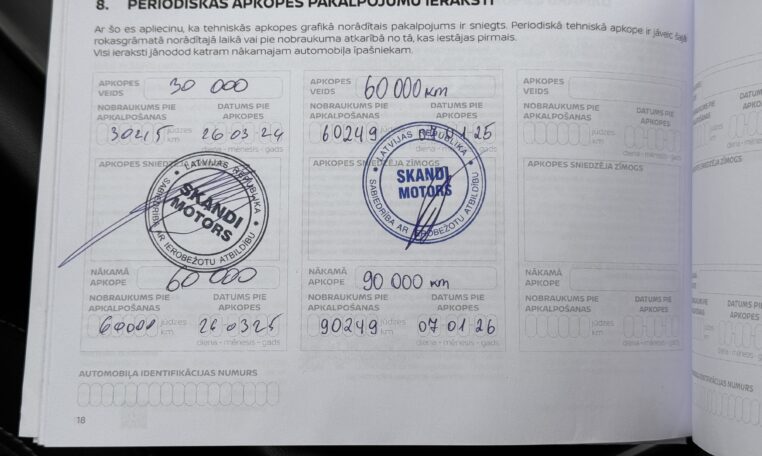 8. PERIODISKĀS APKOPES PAKALPOJUMU IERAKSTI
Ar šo es apliecinu, ka tehniskās apkopes grafikā norādītais pakalpojums ir sniegts. Periodiskā tehniskā apkope ir jāveic šajā
rokasgrāmatā norādītajā laikā vai pie nobraukuma atkarībā no tā, kas iestājas pirmais.
Visi ieraksti jānodod katram nākamajam automobiļa īpašniekam.
APKOPES VEIDS 30 000
NOBRAUKUMS PIE APKALPOŠANAS
DATUMS PIE APKOPES
30215 jūdzes km
26 03 24
diena - mēnesis - gads
APKOPES SNIEDZĒJA
LATVIJAS REPUBLIKA
SKANDI
MOTORS
SABIEDRĪBA AR IEROBEŽOTU ATBILDĪBU
NĀKAMĀ APKOPE 60 000
NOBRAUKUMS PIE APKALPOŠANAS
DATUMS PIE APKOPES
60000 jūdzes km
26 03 25
diena - mēnesis - gads
APKOPES VEIDS 60 000 km
NOBRAUKUMS PIE APKALPOŠANAS
DATUMS PIE APKOPES
60249 jūdzes km
01 25
APKOPES SNIEDZĒJA ZĪMOGS
LATVIJAS REPUBLIKA
SKANDI
MOTORS
SABIEDRĪBA AR IEROBEŽOTU ATBILDĪBU
NĀKAMĀ APKOPE 90 000 km
NOBRAUKUMS PIE APKALPOŠANAS
DATUMS PIE APKOPES
90249 jūdzes km
07 01 26
diena - mēnesis - gads
APKOPES VEIDS
NOBRAUKUMS PIE APKALPOŠANAS
DATUMS PIE APKOPES
jūdzes km
diena - mēnesis - gads
APKOPES SNIEDZĒJA ZĪMOGS
NĀKAMĀ APKOPE
NOBRAUKUMS PIE APKALPOŠANAS
DATUMS PIE APKOPES
jūdzes km
diena - mēnesis - gads
AUTOMOBIĻA IDENTIFIKĀCIJAS NUMURS
18